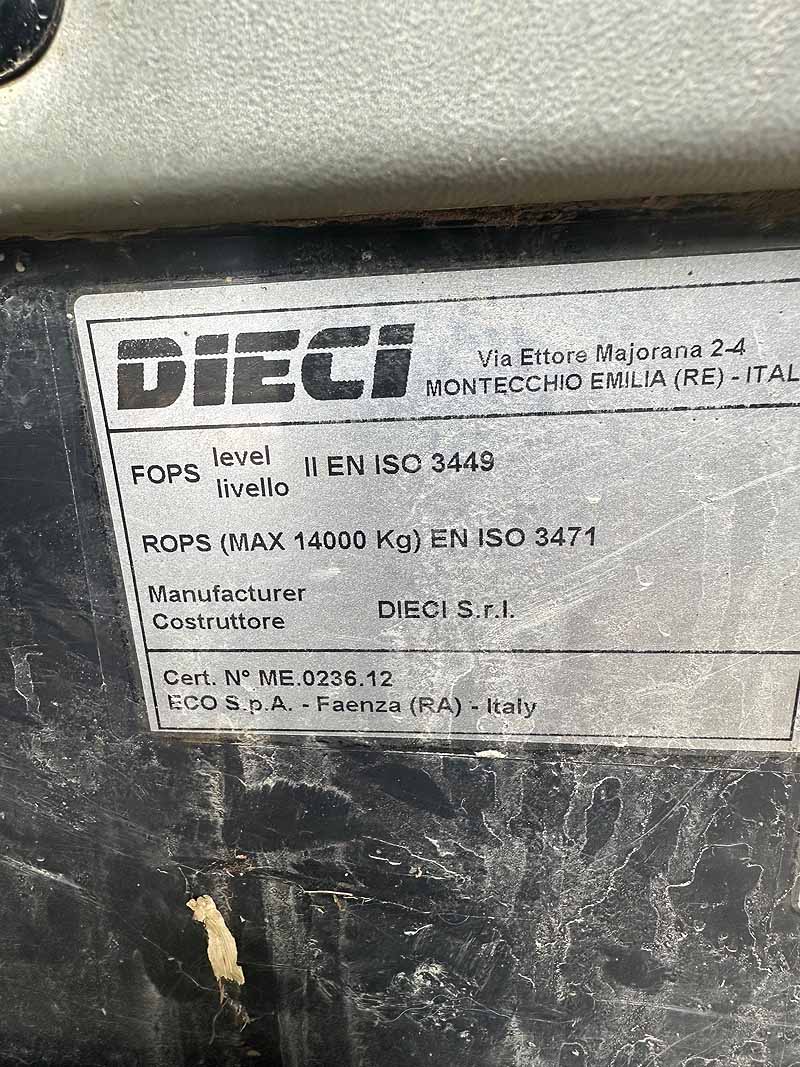 DIECI
Via Ettore Majorana 2-4
MONTECCHIO EMILIA (RE) - ITAL
FOPS level II EN ISO 3449
livello
ROPS (MAX 14000 Kg) EN ISO 3471
Manufacturer
Costruttore DIECI S.r.l.
Cert. N° ME.0236.12
ECO S.p.A. - Faenza (RA) - Italy